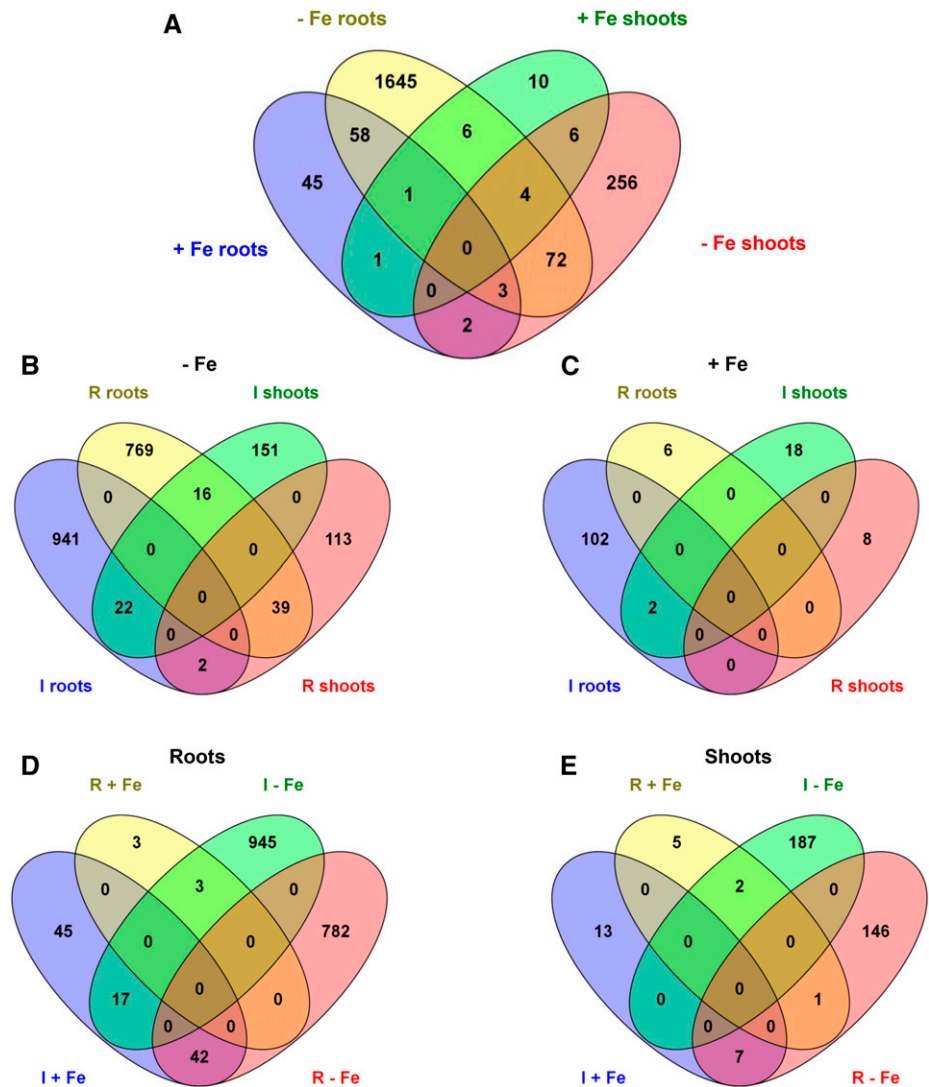 A
- Fe roots + Fe shoots
1645 10
58 6 6
45 1 4 256
+ Fe roots 0 - Fe shoots
1 72
0 3
2
B - Fe
R roots I shoots
769 151
0 16 0
941 0 0 113
0
22 39
0 0
2
I roots R shoots
C + Fe
R roots I shoots
6 18
0 0 0
102 0 0 8
0
2 0
0 0
0
I roots R shoots
D Roots
R + Fe I - Fe
3 945
0 3 0
45 0 0 782
0
17 0
0 0
42
I + Fe R - Fe
E Shoots
R + Fe I - Fe
5 187
0 2 0
13 0 0 146
0
0 1
0 0
7
I + Fe R - Fe